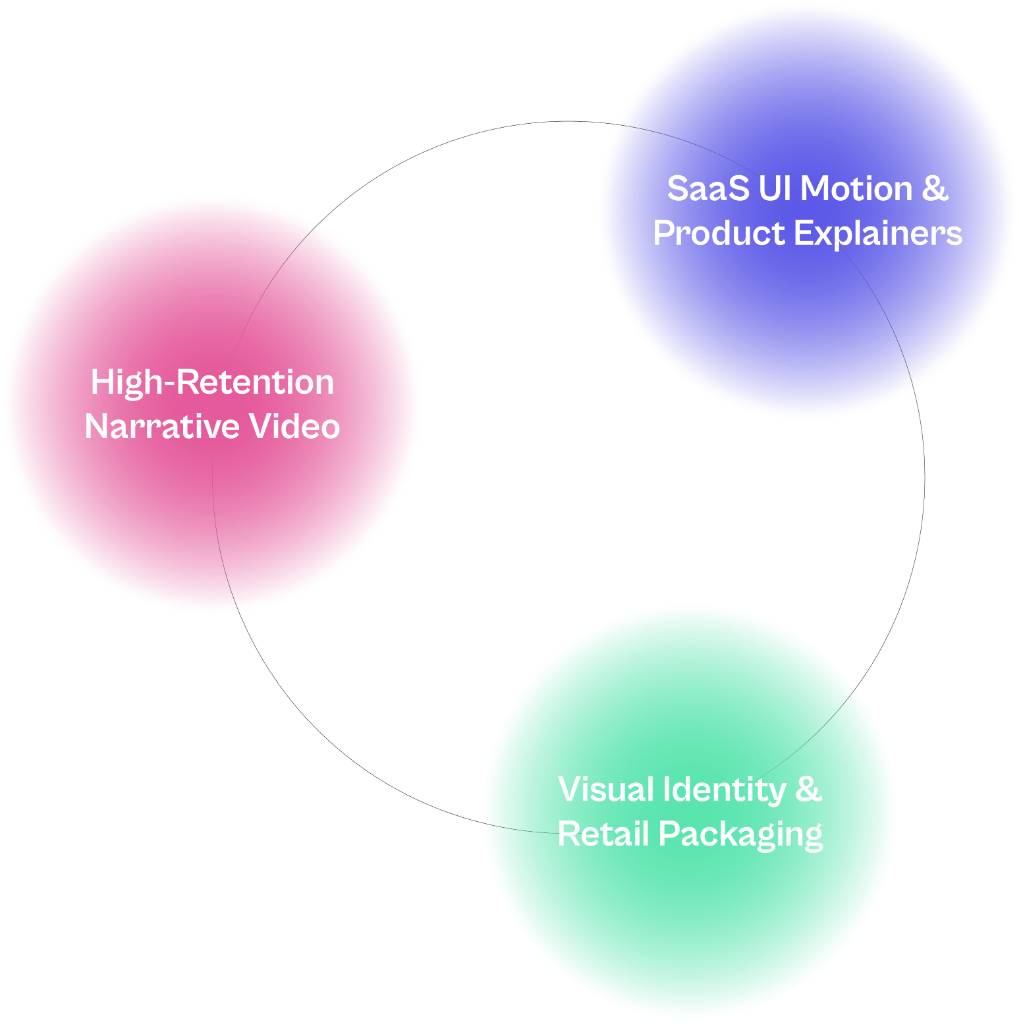 SaaS UI Motion &
Product Explainers
High-Retention
Narrative Video
Visual Identity &
Retail Packaging